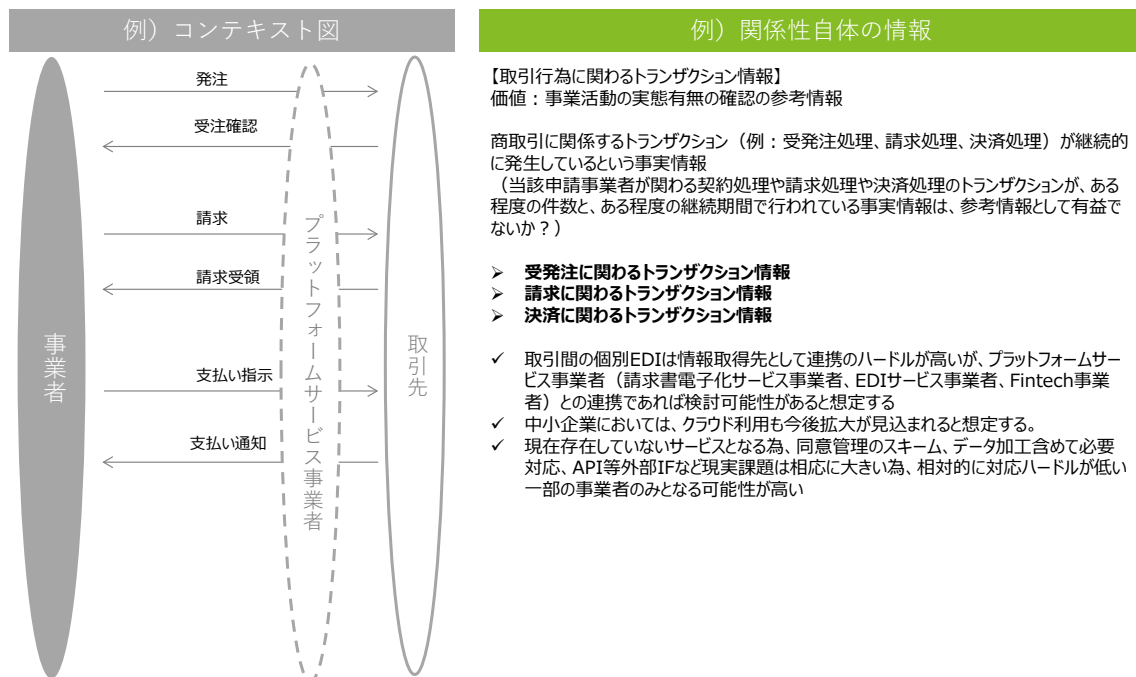 例）コンテキスト図
発注
受注確認
請求
請求受領
支払い指示
支払い通知
事業者
プラットフォームサービス事業者
取引先
例）関係性自体の情報
【取引行為に関わるトランザクション情報】
価値：事業活動の実態有無の確認の参考情報
商取引に関係するトランザクション（例：受発注処理、請求処理、決済処理）が継続的
に発生しているという事実情報
（当該申請事業者が関わる契約処理や請求処理や決済処理のトランザクションが、ある
程度の件数と、ある程度の継続期間で行われている事実情報は、参考情報として有益で
ないか？）
➢ 受発注に関わるトランザクション情報
➢ 請求に関わるトランザクション情報
➢ 決済に関わるトランザクション情報
✓ 取引間の個別EDIは情報取得先として連携のハードルが高いが、プラットフォームサー
ビス事業者（請求書電子化サービス事業者、EDIサービス事業者、Fintech事業
者）との連携であれば検討可能性があると想定する
✓ 中小企業においては、クラウド利用も今後拡大が見込まれると想定する。
✓ 現在存在していないサービスとなる為、同意管理のスキーム、データ加工含めて必要
対応、API等外部IFなど現実課題は相応に大きい為、相対的に対応ハードルが低い
一部の事業者のみとなる可能性が高い